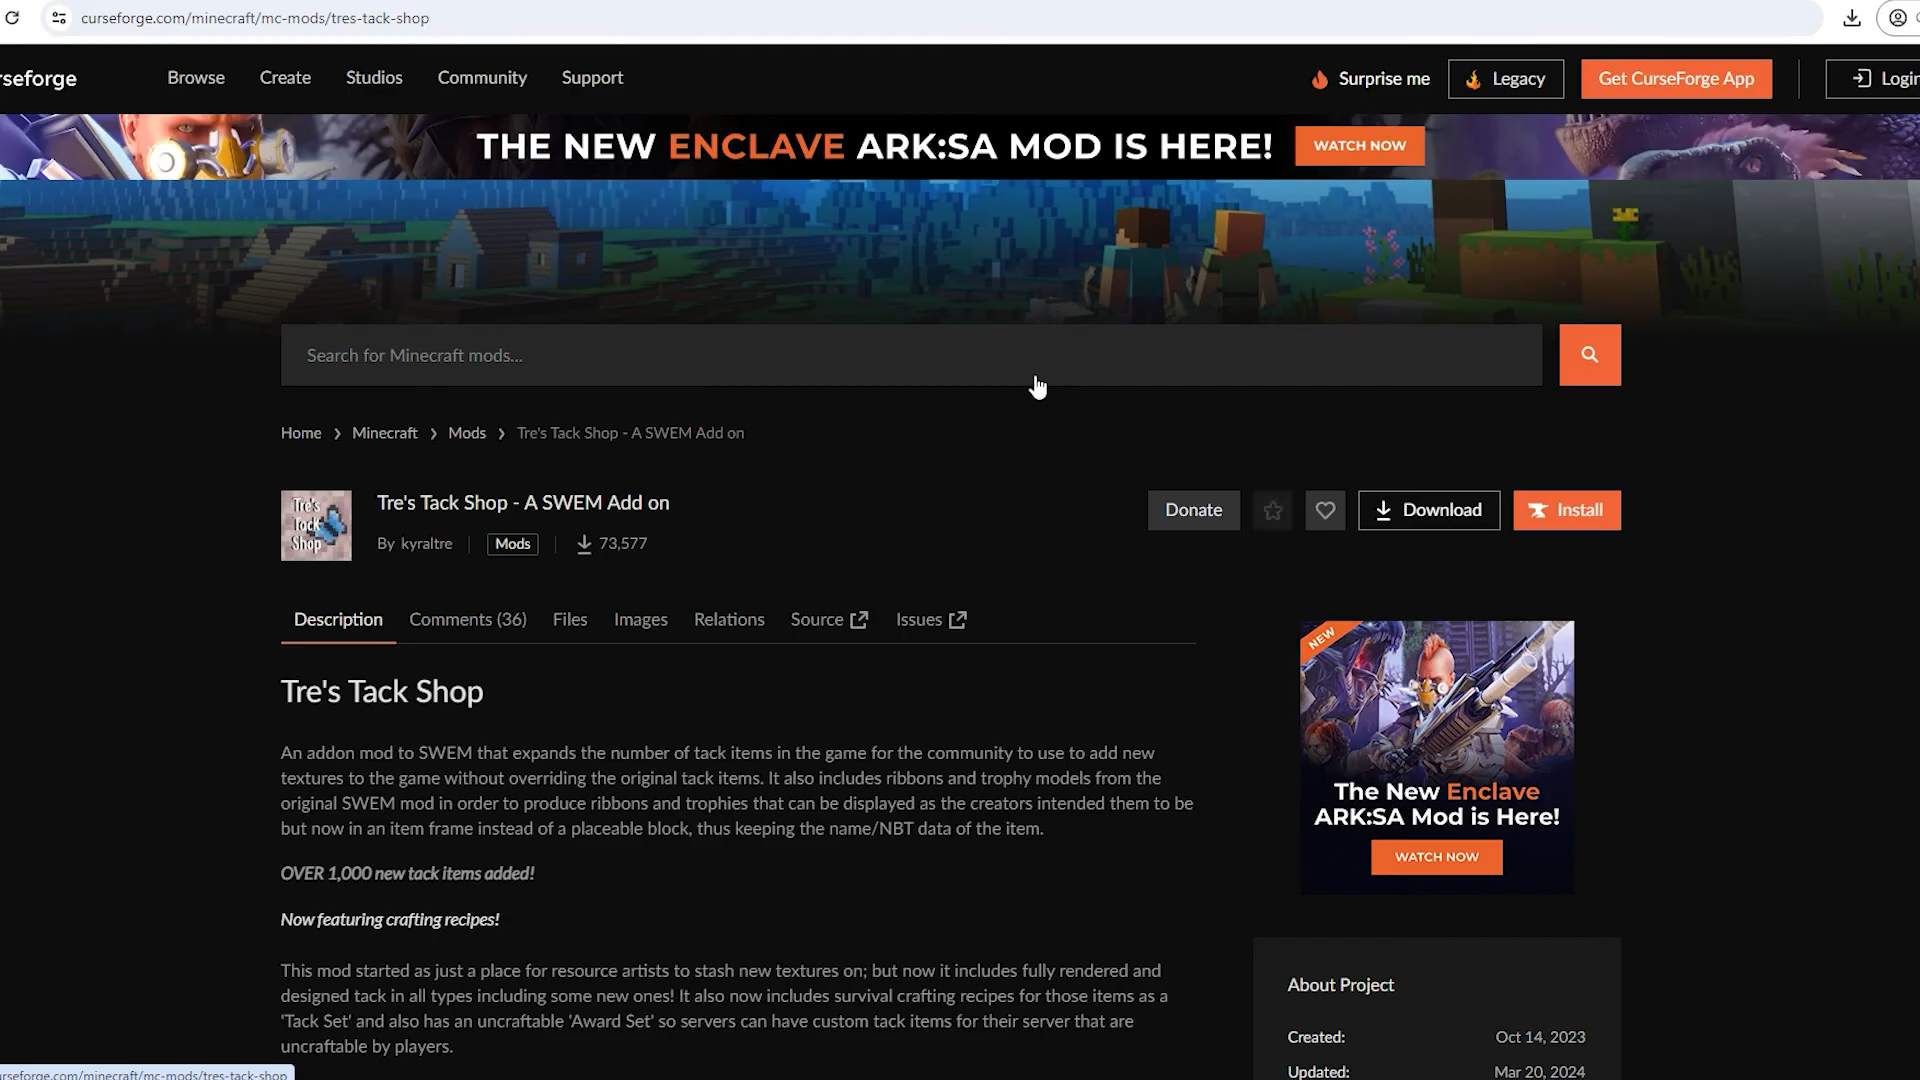 curseforge.com/minecraft/mc-mods/tres-tack-shop
rseforge
Browse
Create
Studios
Community
Support
Surprise me
Legacy
Get CurseForge App
Login
THE NEW ENCLAVE ARK:SA MOD IS HERE!
WATCH NOW
Search for Minecraft mods...
Home > Minecraft > Mods > Tre's Tack Shop - A SWEM Add on
Tre's
Tack
Shop
Tre's Tack Shop - A SWEM Add on
By kyraltre
Mods
73,577
Donate
Download
Install
Description
Comments (36)
Files
Images
Relations
Source
Issues
Tre's Tack Shop
An addon mod to SWEM that expands the number of tack items in the game for the community to use to add new
textures to the game without overriding the original tack items. It also includes ribbons and trophy models from the
original SWEM mod in order to produce ribbons and trophies that can be displayed as the creators intended them to be
but now in an item frame instead of a placeable block, thus keeping the name/NBT data of the item.
OVER 1,000 new tack items added!
Now featuring crafting recipes!
This mod started as just a place for resource artists to stash new textures on; but now it includes fully rendered and
designed tack in all types including some new ones! It also now includes survival crafting recipes for those items as a
'Tack Set' and also has an uncraftable 'Award Set' so servers can have custom tack items for their server that are
uncraftable by players.
NEW
The New Enclave
ARK:SA Mod is Here!
WATCH NOW
About Project
Created: Oct 14, 2023
Updated: Mar 20, 2024
urseforge.com/minecraft/mc-mods/tres-tack-shop